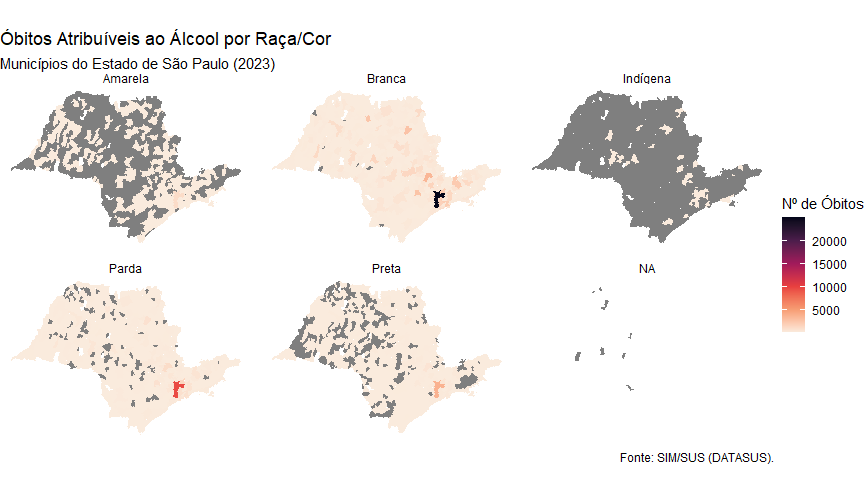 Óbitos Atribuíveis ao Álcool por Raça/Cor
Municípios do Estado de São Paulo (2023)
Amarela
Branca
Indígena
Parda
Preta
NA
Nº de Óbitos
20000
15000
10000
5000
Fonte: SIM/SUS (DATASUS).